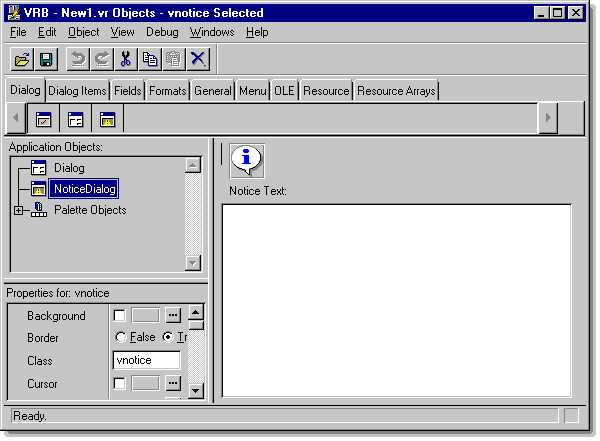 VRB - New1.vr Objects - vnotice Selected
File Edit Object View Debug Windows Help
Dialog Dialog Items Fields Formats General Menu OLE Resource Resource Arrays
Application Objects:
Dialog
NoticeDialog
Palette Objects
Properties for: vnotice
Background
Border False Tr
Class vnotice
Cursor
Notice Text:
Ready.